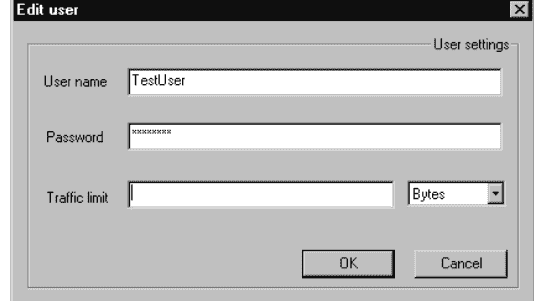 Edit user
User settings
User name TestUser
Password ********
Traffic limit Bytes
OK Cancel